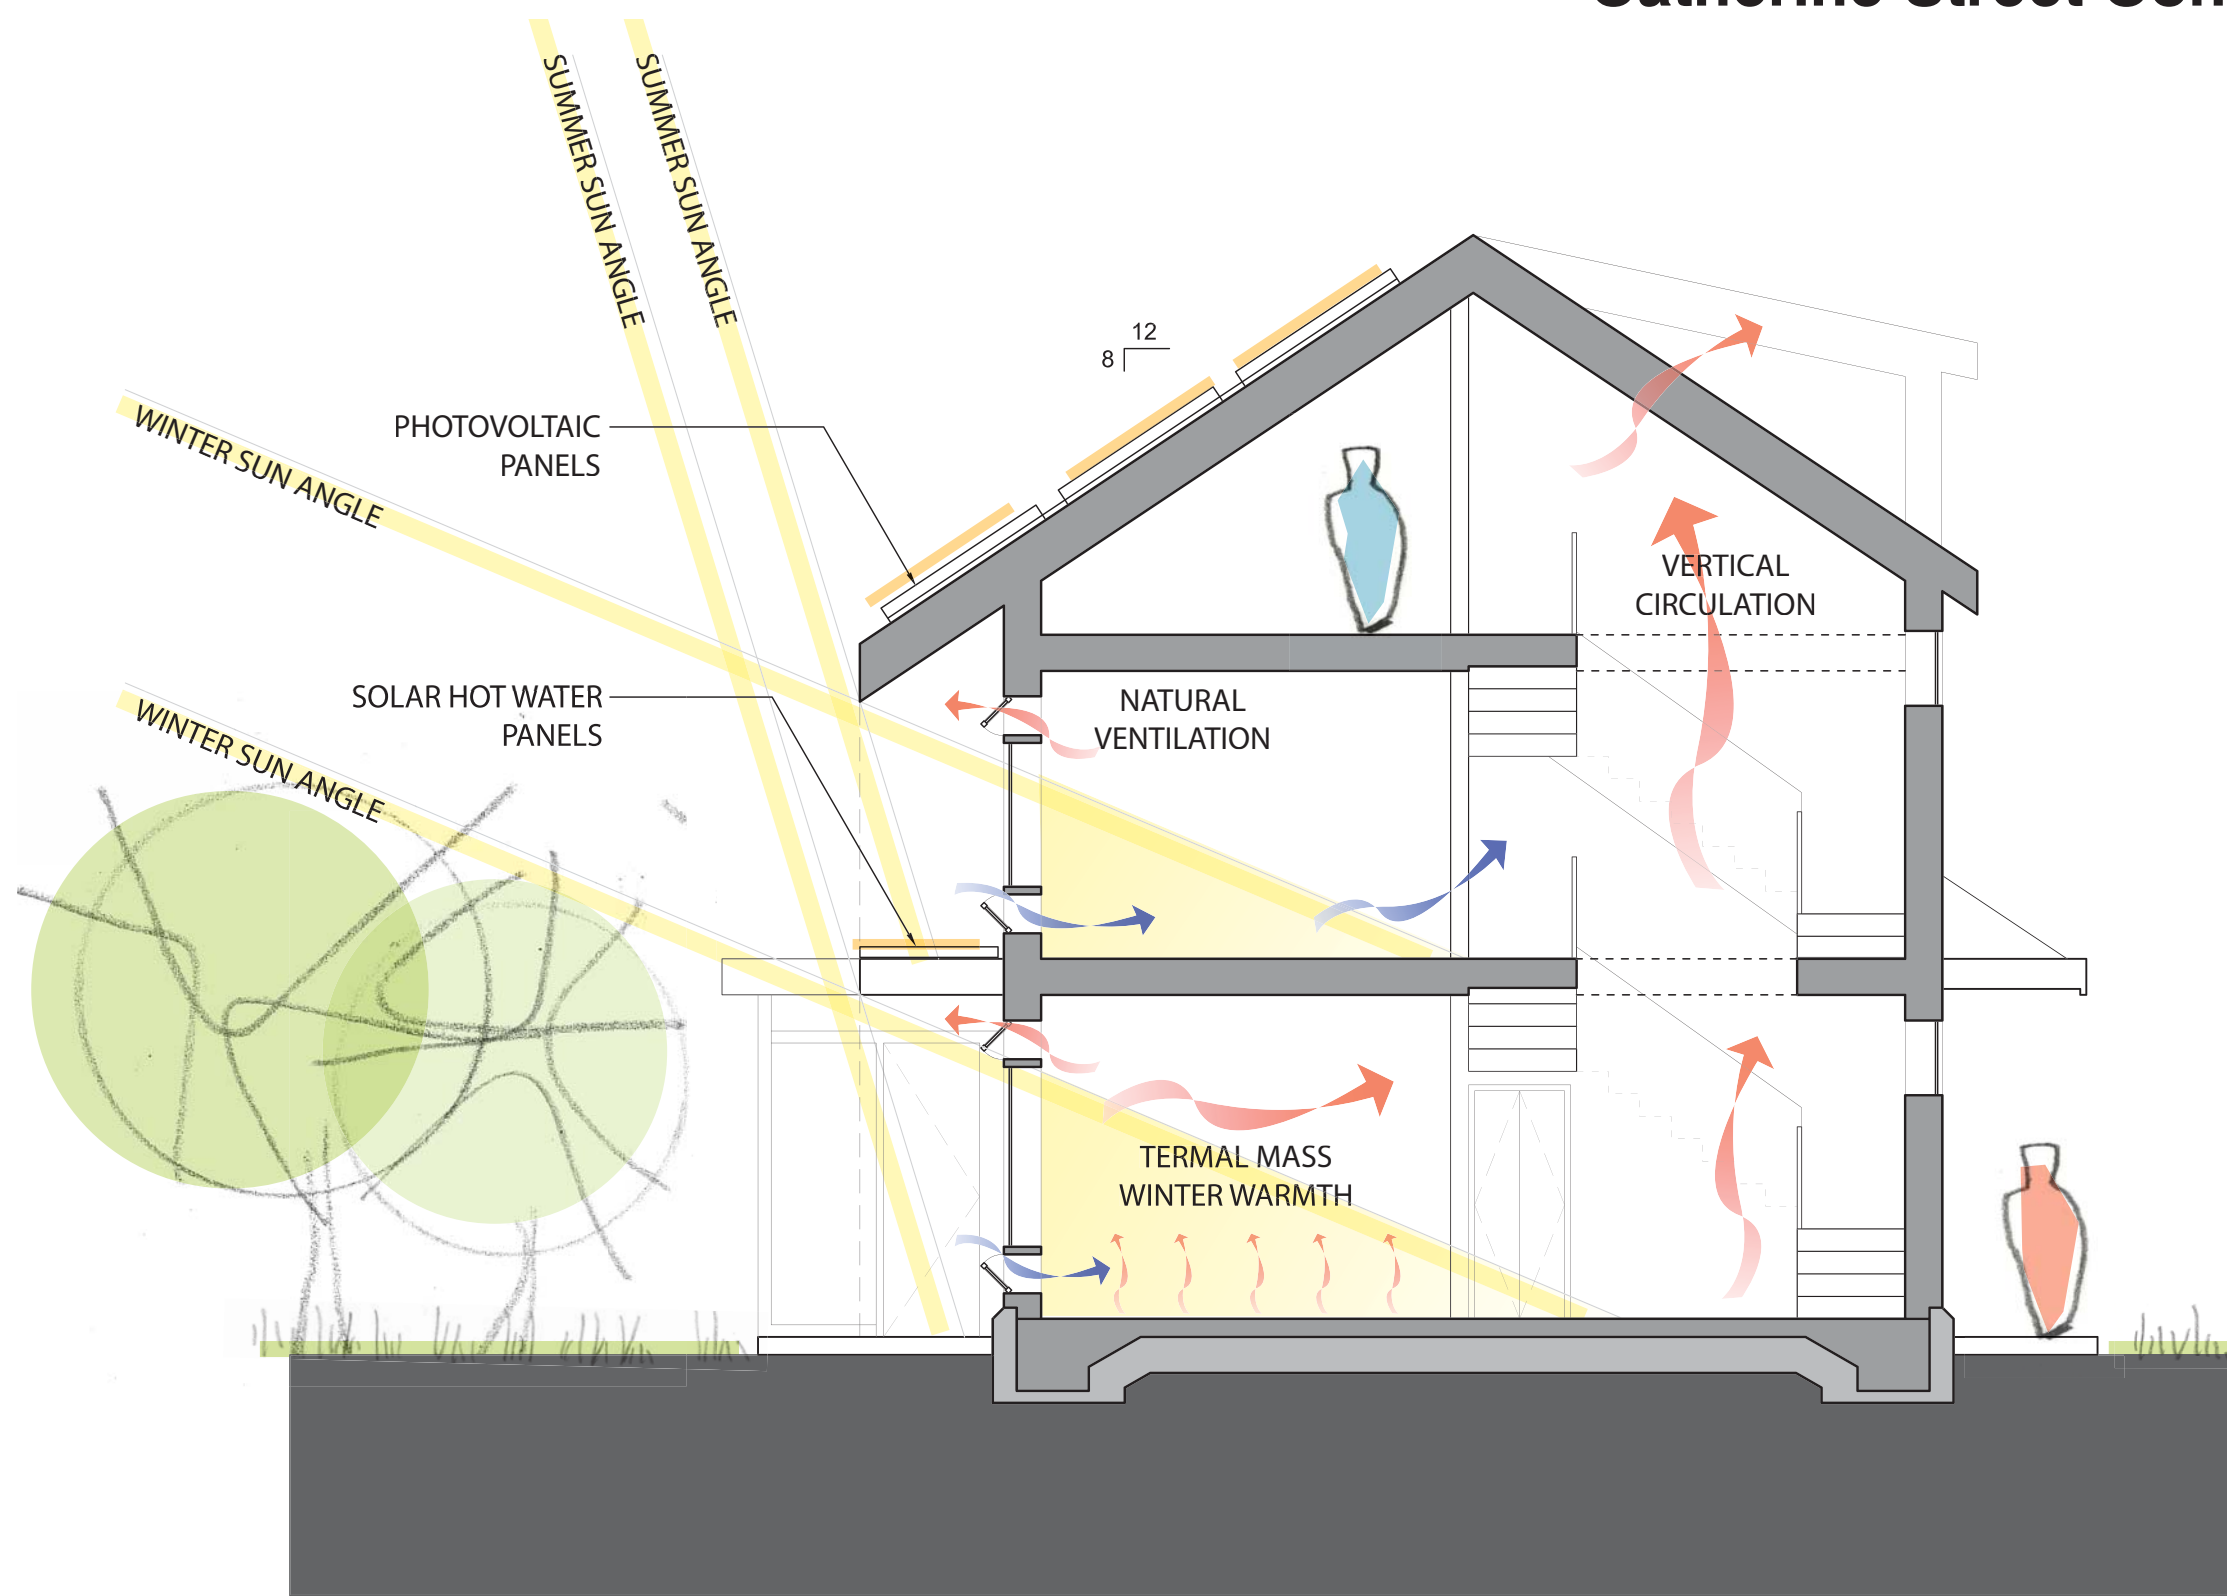 SUMMER SUN ANGLE
SUMMER SUN ANGLE
12
8
PHOTOVOLTAIC
PANELS
WINTER SUN ANGLE
VERTICAL
CIRCULATION
SOLAR HOT WATER
PANELS
NATURAL
VENTILATION
WINTER SUN ANGLE
TERMAL MASS
WINTER WARMTH